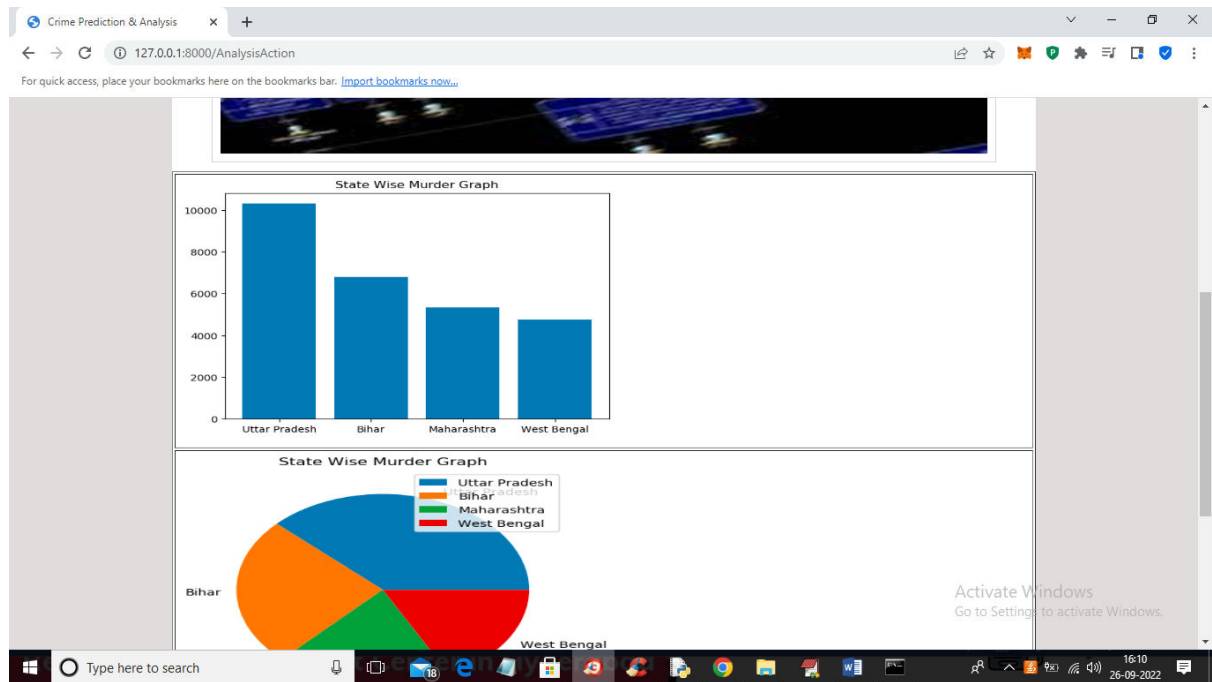 Crime Prediction & Analysis
127.0.0.1:8000/AnalysisAction
For quick access, place your bookmarks here on the bookmarks bar. Import bookmarks now...
State Wise Murder Graph
10000
8000
6000
4000
2000
0
Uttar Pradesh Bihar Maharashtra West Bengal
State Wise Murder Graph
Uttar Pradesh
Uttar Pradesh
Bihar
Maharashtra
West Bengal
Bihar
West Bengal
Activate Windows
Go to Settings to activate Windows.
Type here to search
18
16:10
26-09-2022